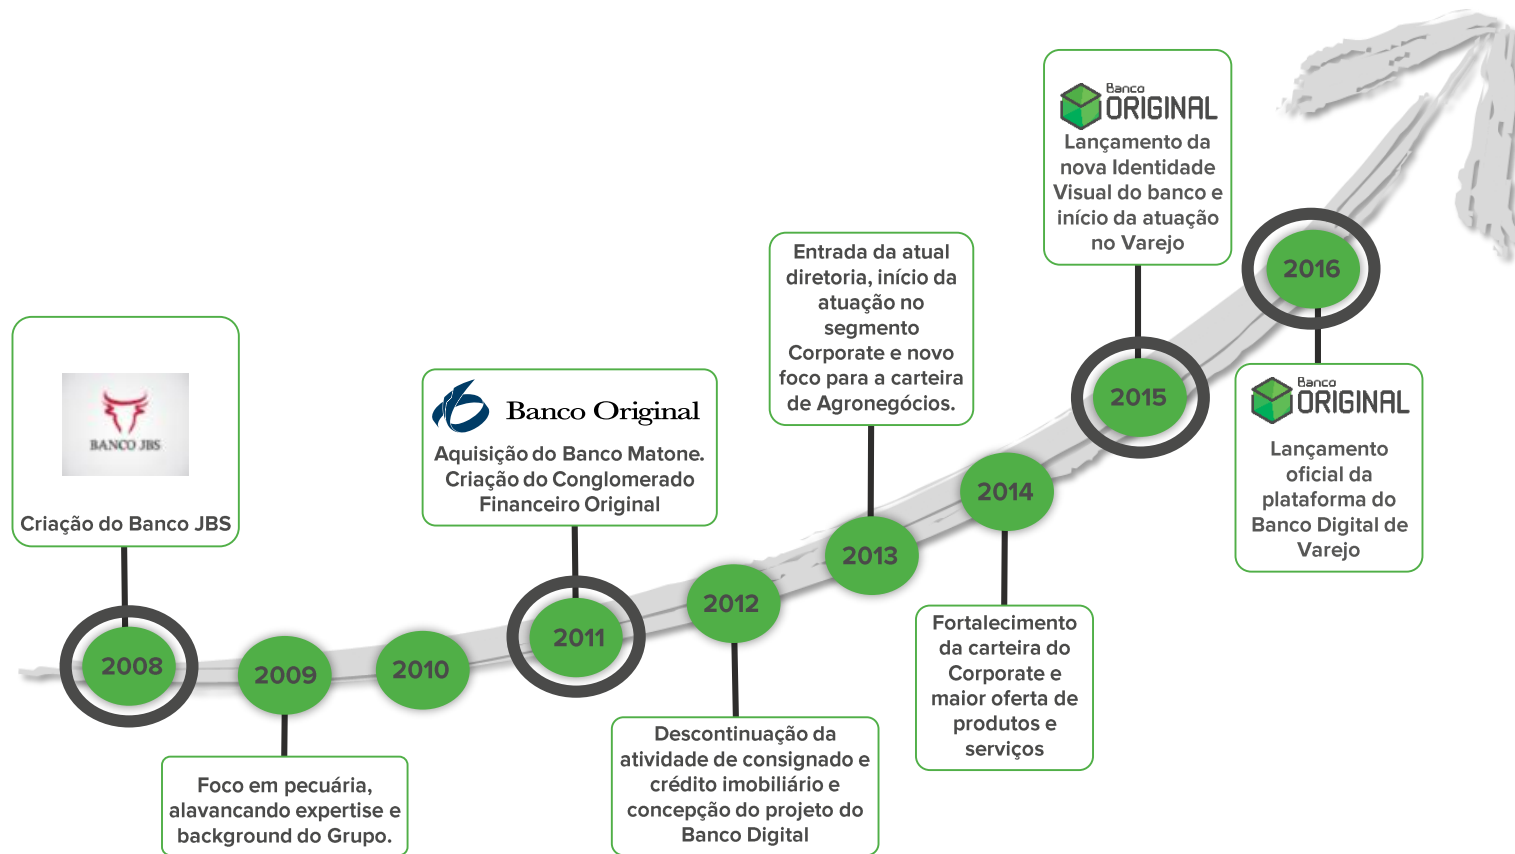 BANCO JBS
Criação do Banco JBS
2008
2009
Foco em pecuária,
alavancando expertise e
background do Grupo.
2010
Banco Original
Aquisição do Banco Matone.
Criação do Conglomerado
Financeiro Original
2011
2012
Descontinuação da
atividade de consignado e
crédito imobiliário e
concepção do projeto do
Banco Digital
Entrada da atual
diretoria, início da
atuação no
segmento
Corporate e novo
foco para a carteira
de Agronegócios.
2013
2014
Fortalecimento
da carteira do
Corporate e
maior oferta de
produtos e
serviços
Banco
ORIGINAL
Lançamento da
nova Identidade
Visual do banco e
início da atuação
no Varejo
2015
2016
Banco
ORIGINAL
Lançamento
oficial da
plataforma do
Banco Digital de
Varejo